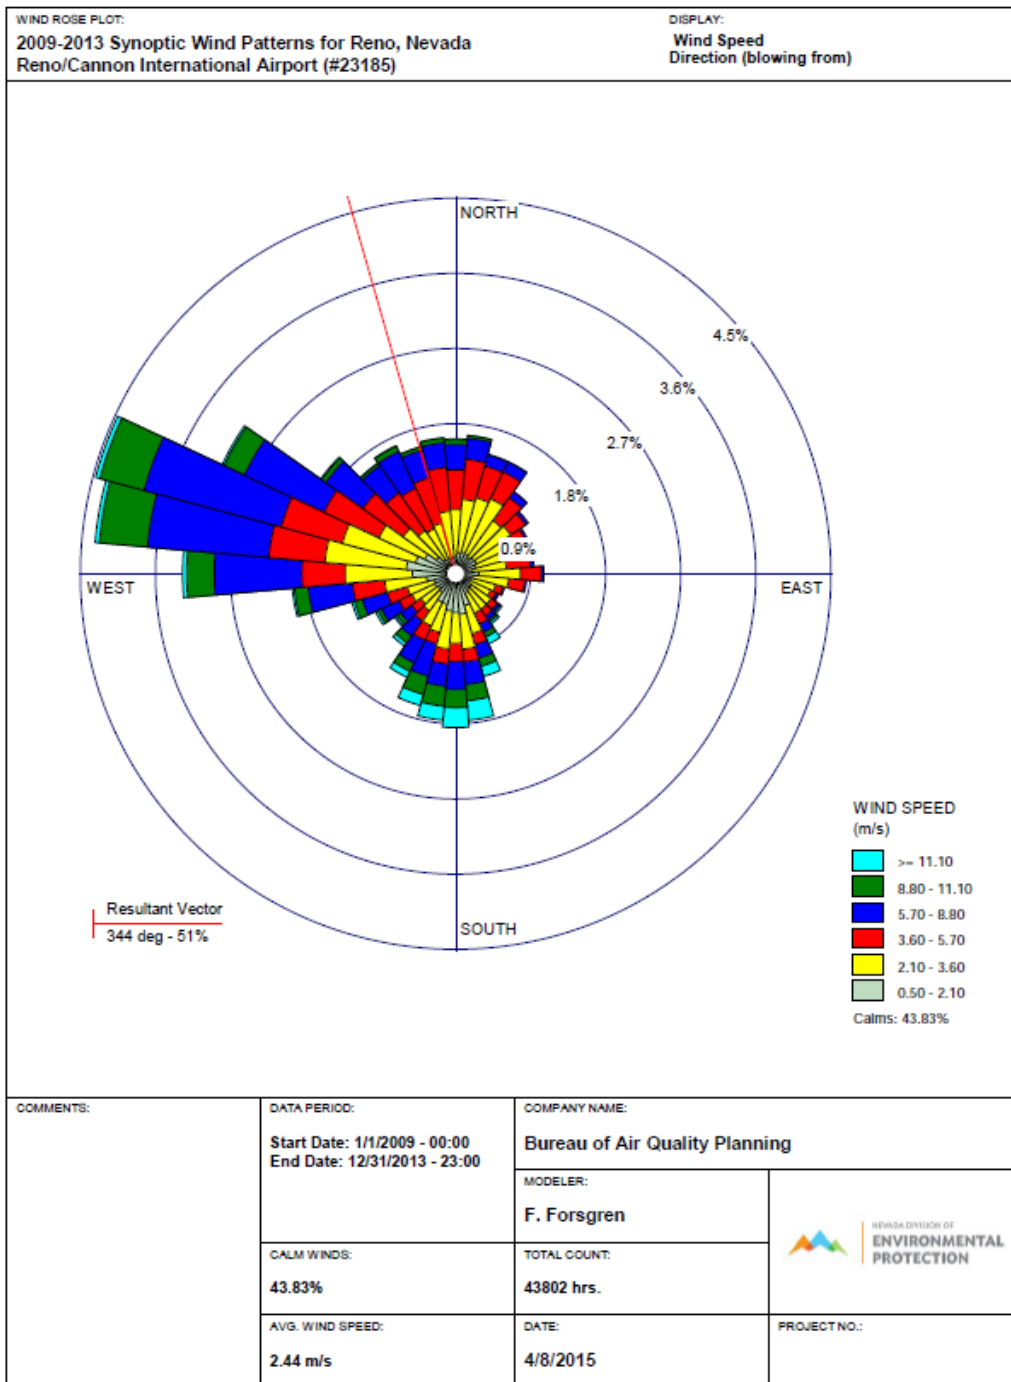 WIND ROSE PLOT:
2009-2013 Synoptic Wind Patterns for Reno, Nevada
Reno/Cannon International Airport (#23185)
DISPLAY:
Wind Speed
Direction (blowing from)
NORTH
4.5%
3.6%
2.7%
1.8%
0.9%
WEST
EAST
SOUTH
WIND SPEED
(m/s)
>= 11.10
8.80 - 11.10
5.70 - 8.80
3.60 - 5.70
2.10 - 3.60
0.50 - 2.10
Calms: 43.83%
Resultant Vector
344 deg - 51%
COMMENTS:
DATA PERIOD:
Start Date: 1/1/2009 - 00:00
End Date: 12/31/2013 - 23:00
COMPANY NAME:
Bureau of Air Quality Planning
MODELER:
F. Forsgren
NEVADA DIVISION OF
ENVIRONMENTAL
PROTECTION
CALM WINDS:
43.83%
TOTAL COUNT:
43802 hrs.
AVG. WIND SPEED:
2.44 m/s
DATE:
4/8/2015
PROJECT NO.: